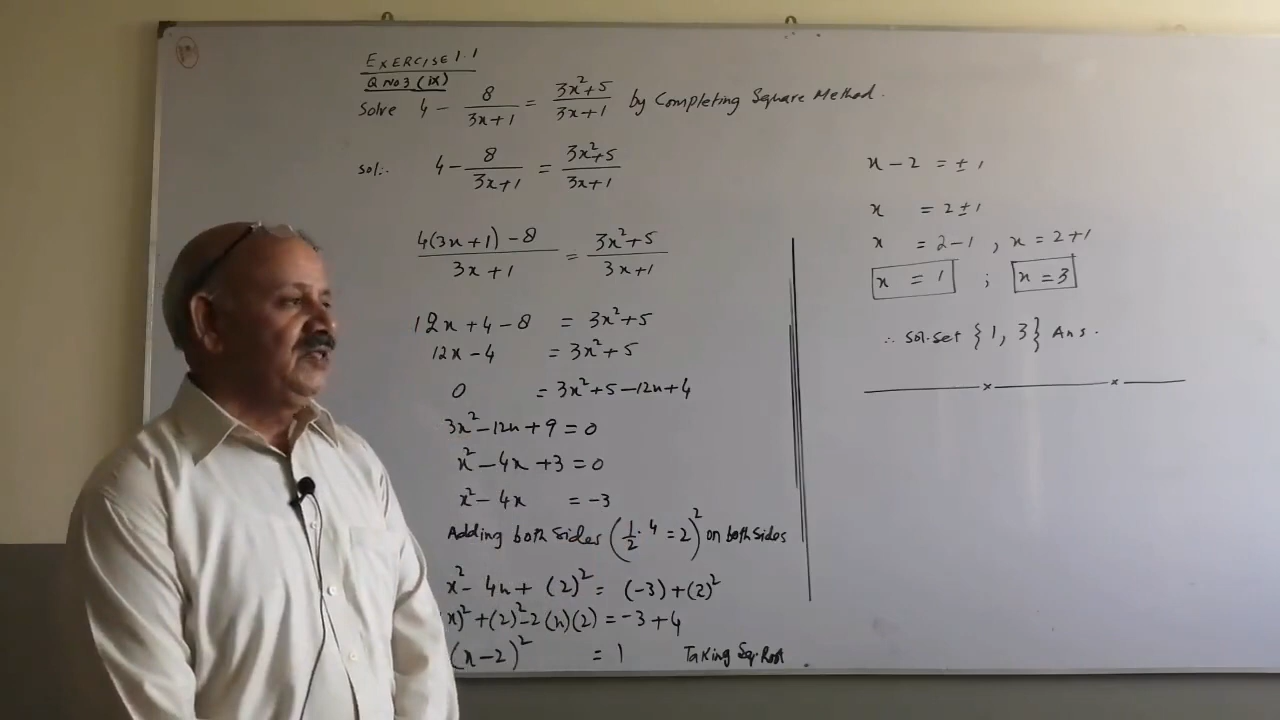 EXERCISE 1.1
Q NO 3 (ix)
Solve 4 - 8/(3x+1) = (3x²+5)/(3x+1) by Completing Square Method.
Sol:. 4 - 8/(3x+1) = (3x²+5)/(3x+1)
(4(3x+1) - 8)/(3x+1) = (3x²+5)/(3x+1)
12x + 4 - 8 = 3x²+5
12x - 4 = 3x²+5
0 = 3x²+5-12x+4
3x²-12x+9=0
x²-4x+3=0
x²-4x = -3
Adding both sides (1/2 · 4 = 2)² on both sides
x²-4x+(2)² = (-3)+(2)²
x)²+(2)²-2(x)(2) = -3+4
(x-2)² = 1 Taking Sq. Root
x-2 = ±1
x = 2±1
x = 2-1 , x = 2+1
x = 1 ; x = 3
∴ Sol. Set {1, 3} Ans.